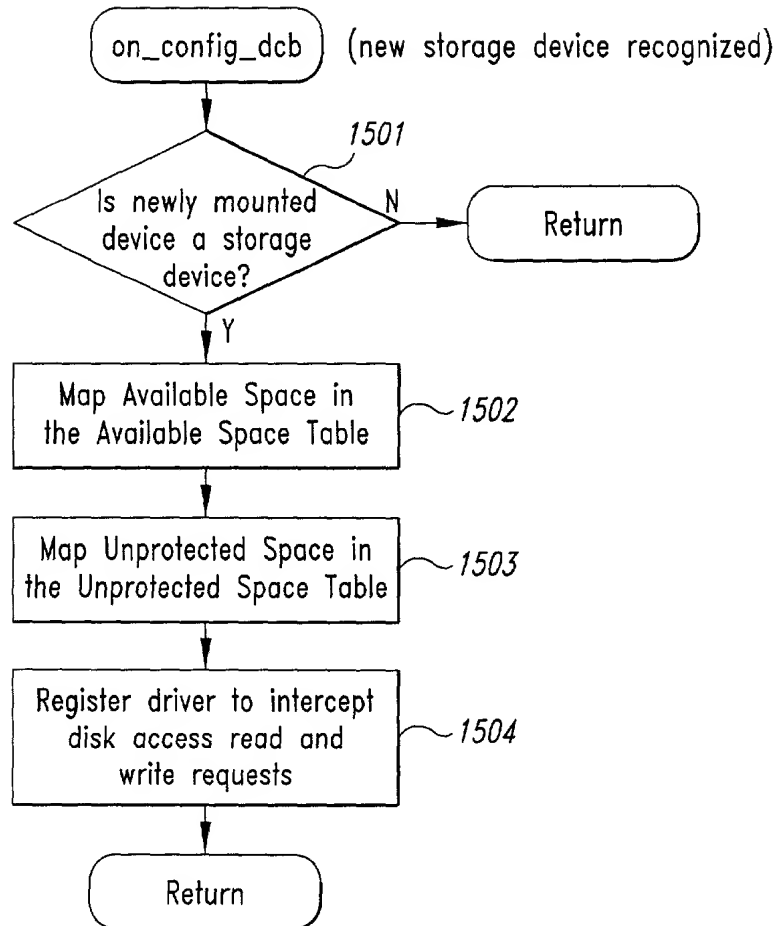 on_config_dcb (new storage device recognized)
1501
Is newly mounted
device a storage
device?
N
Return
Y
Map Available Space in
the Available Space Table
1502
Map Unprotected Space in
the Unprotected Space Table
1503
Register driver to intercept
disk access read and
write requests
1504
Return